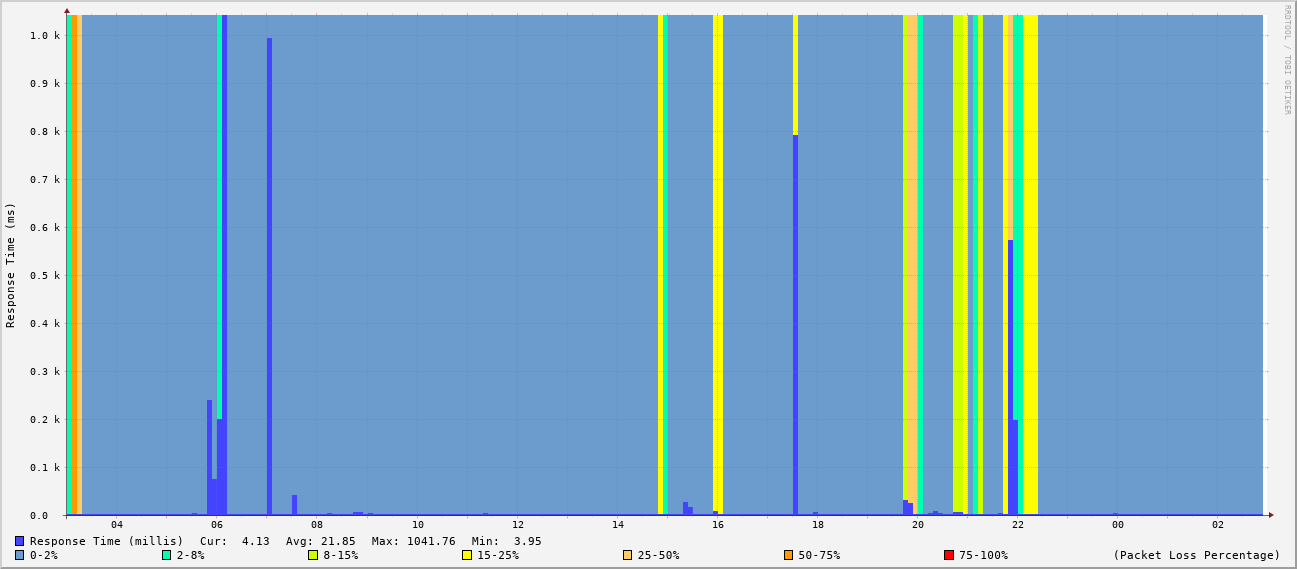 RRDTOOL / TOBI OETIKER
Response Time (ms)
1.0 k
0.9 k
0.8 k
0.7 k
0.6 k
0.5 k
0.4 k
0.3 k
0.2 k
0.1 k
0.0
04 06 08 10 12 14 16 18 20 22 00 02
Response Time (millis) Cur: 4.13 Avg: 21.85 Max: 1041.76 Min: 3.95
0-2% 2-8% 8-15% 15-25% 25-50% 50-75% 75-100% (Packet Loss Percentage)